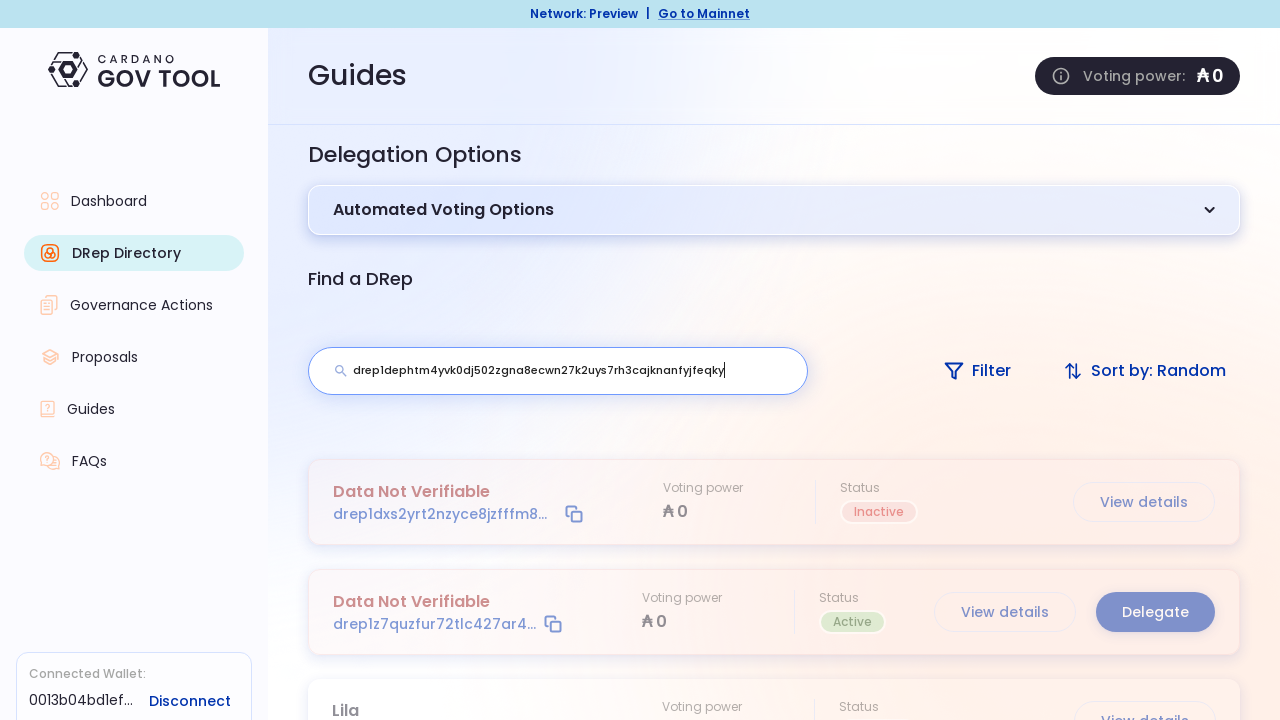 Network: Preview | Go to Mainnet
CARDANO
GOV TOOL
Guides
Voting power: ₳ 0
Dashboard
DRep Directory
Governance Actions
Proposals
Guides
FAQs
Connected Wallet:
0013b04bd1ef... Disconnect
Delegation Options
Automated Voting Options
Find a DRep
drep1dephtm4yvk0dj502zgna8ecwn27k2uys7rh3cajknanfyjfeqky
Filter
Sort by: Random
Data Not Verifiable
drep1dxs2yrt2nzyce8jzfffm8...
Voting power
₳ 0
Status
Inactive
View details
Data Not Verifiable
drep1z7quzfur72tlc427ar4...
Voting power
₳ 0
Status
Active
View details
Delegate
Lila
Voting power
Status
View details